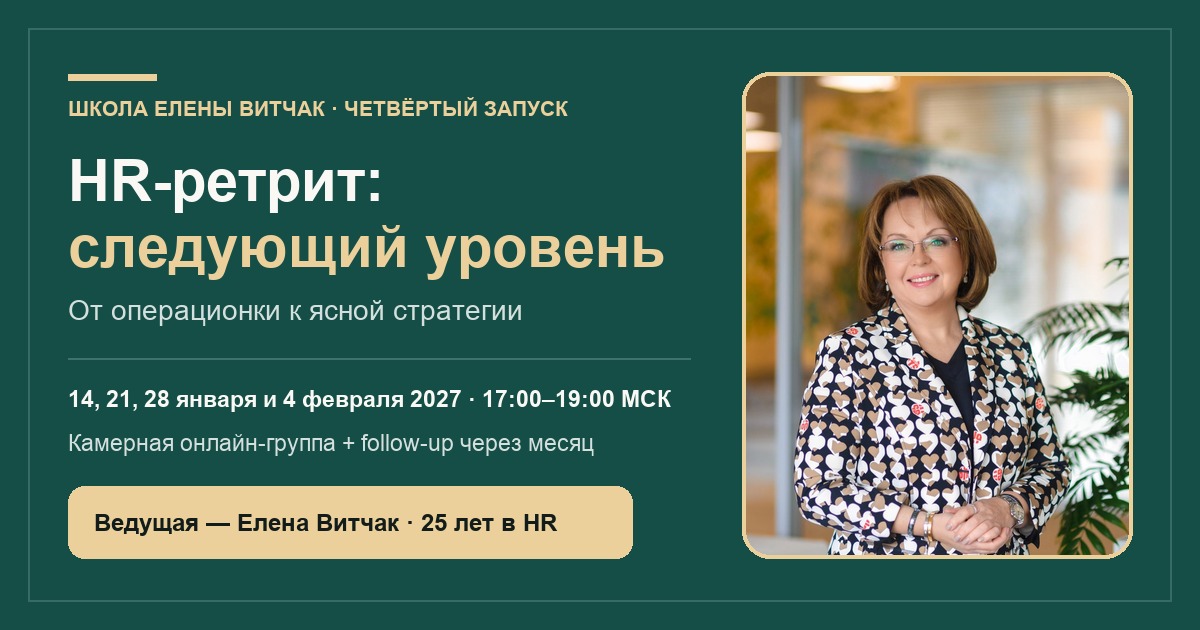 ШКОЛА ЕЛЕНЫ ВИТЧАК · ЧЕТВЁРТЫЙ ЗАПУСК
HR-ретрит:
следующий уровень
От операционки к ясной стратегии
14, 21, 28 января и 4 февраля 2027 · 17:00–19:00 МСК
Камерная онлайн-группа + follow-up через месяц
Ведущая — Елена Витчак · 25 лет в HR